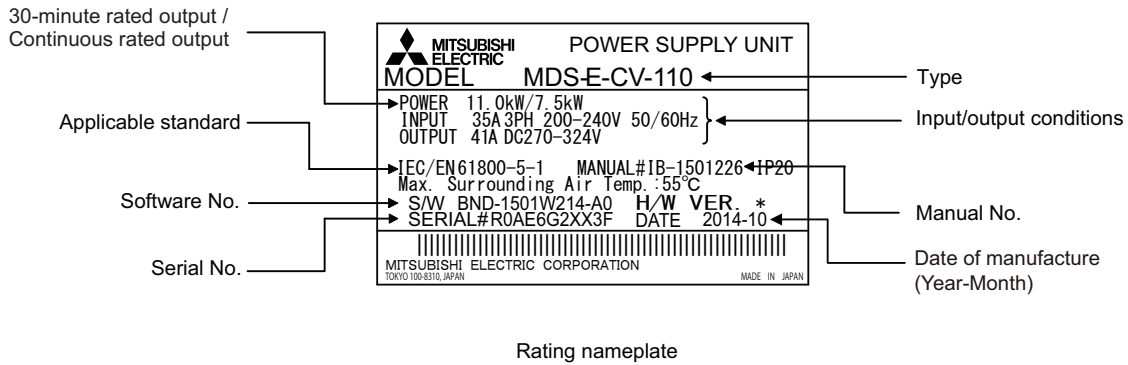 30-minute rated output /
Continuous rated output
Applicable standard
Software No.
Serial No.
MITSUBISHI
ELECTRIC
POWER SUPPLY UNIT
MODEL MDS-E-CV-110
POWER 11.0kW/7.5kW
INPUT 35A 3PH 200-240V 50/60Hz
OUTPUT 41A DC270-324V
IEC/EN61800-5-1 MANUAL#IB-1501226 IP20
Max. Surrounding Air Temp.:55℃
S/W BND-1501W214-A0 H/W VER. *
SERIAL#R0AE6G2XX3F DATE 2014-10
MITSUBISHI ELECTRIC CORPORATION
TOKYO 100-8310, JAPAN MADE IN JAPAN
Type
Input/output conditions
Manual No.
Date of manufacture
(Year-Month)
Rating nameplate